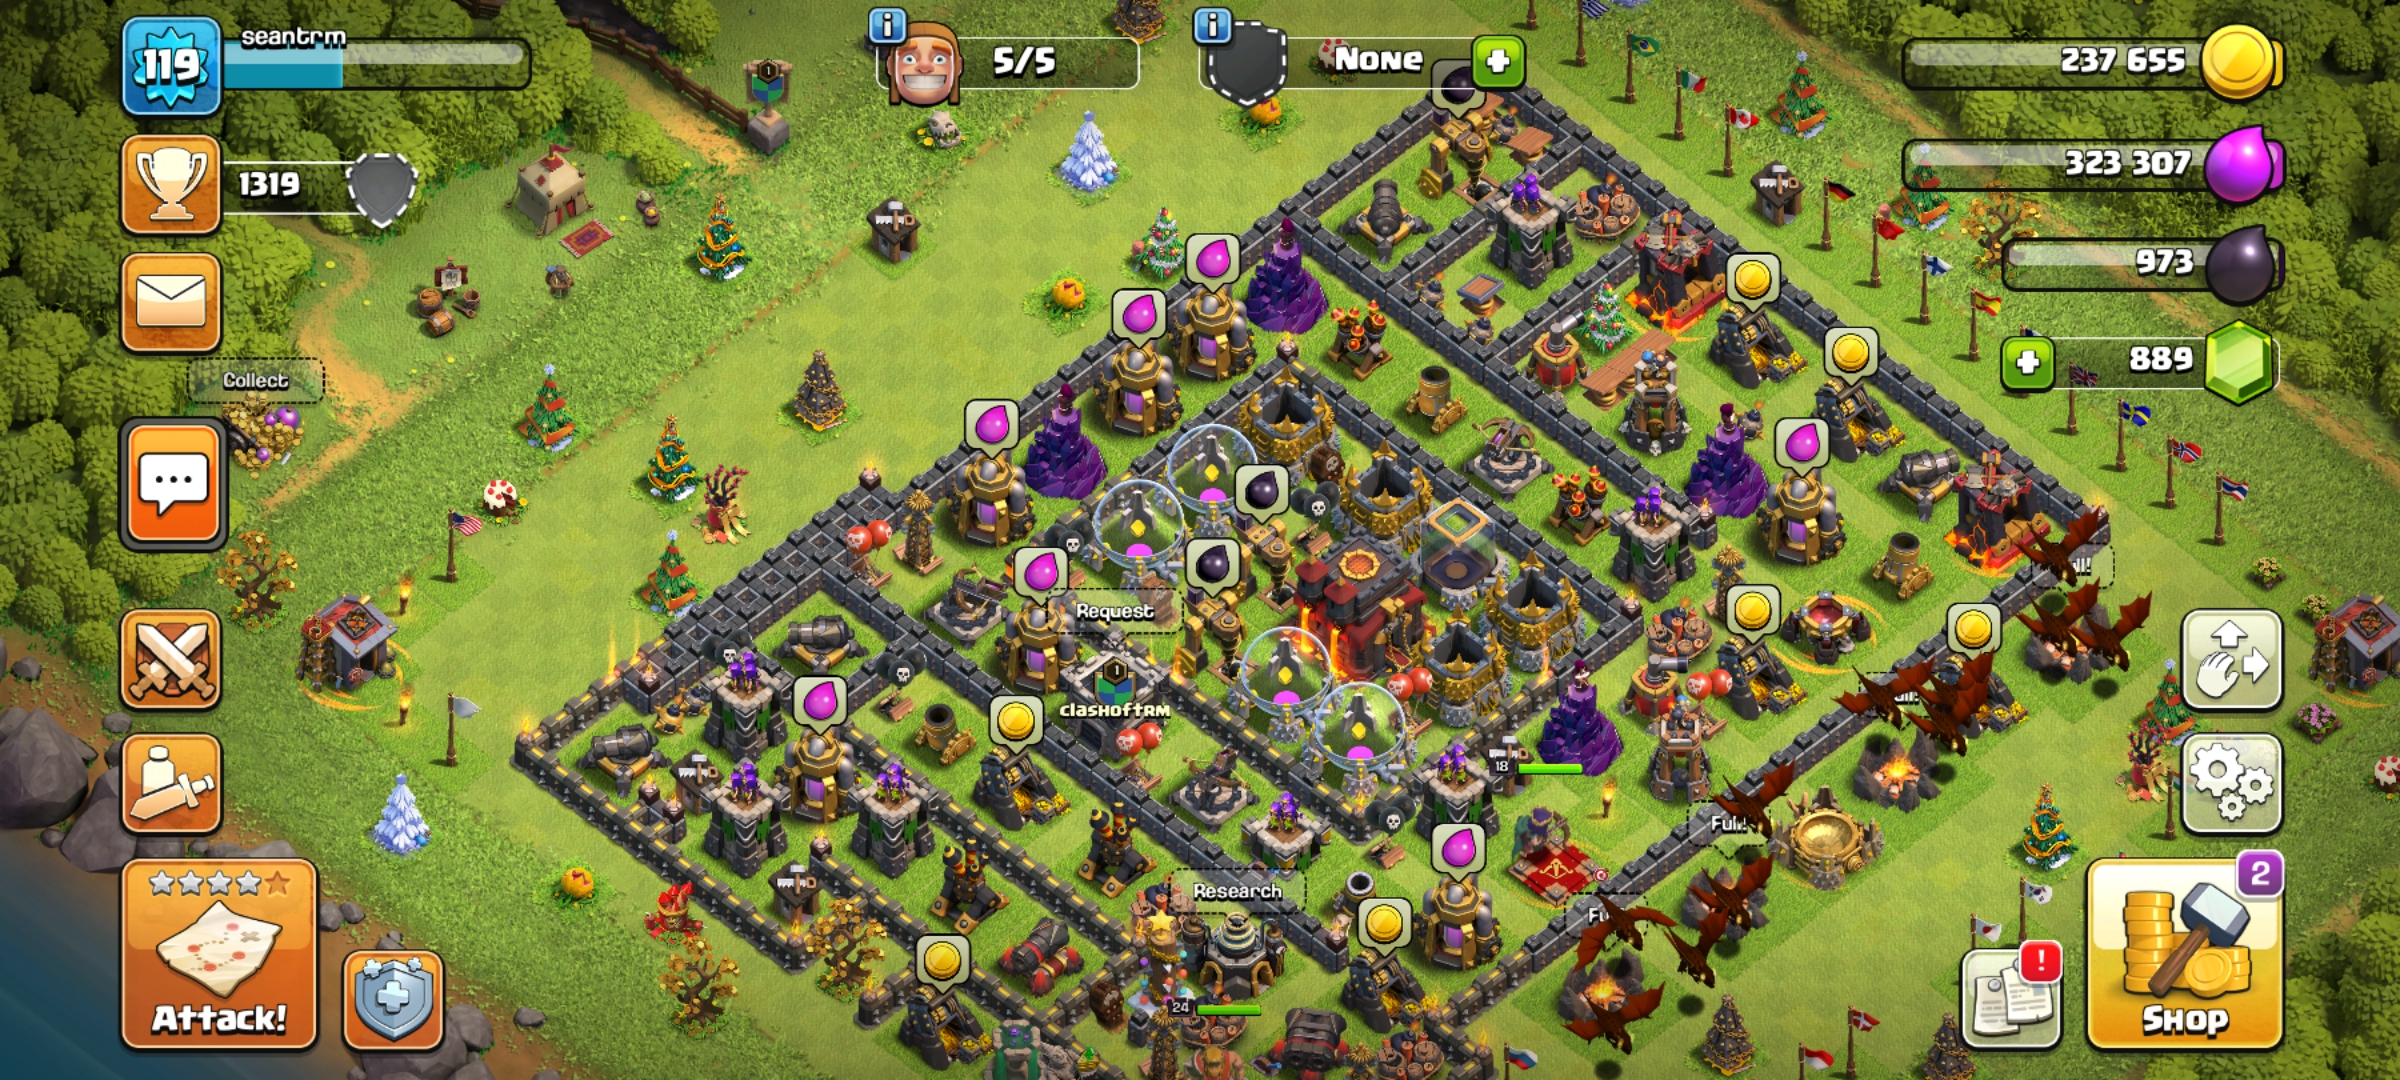 119
seantrm
5/5
None
237 655
1319
323 307
973
889
Collect
Request
1
clashoftRM
18
Full!
Research
24
Attack!
2
!
Shop